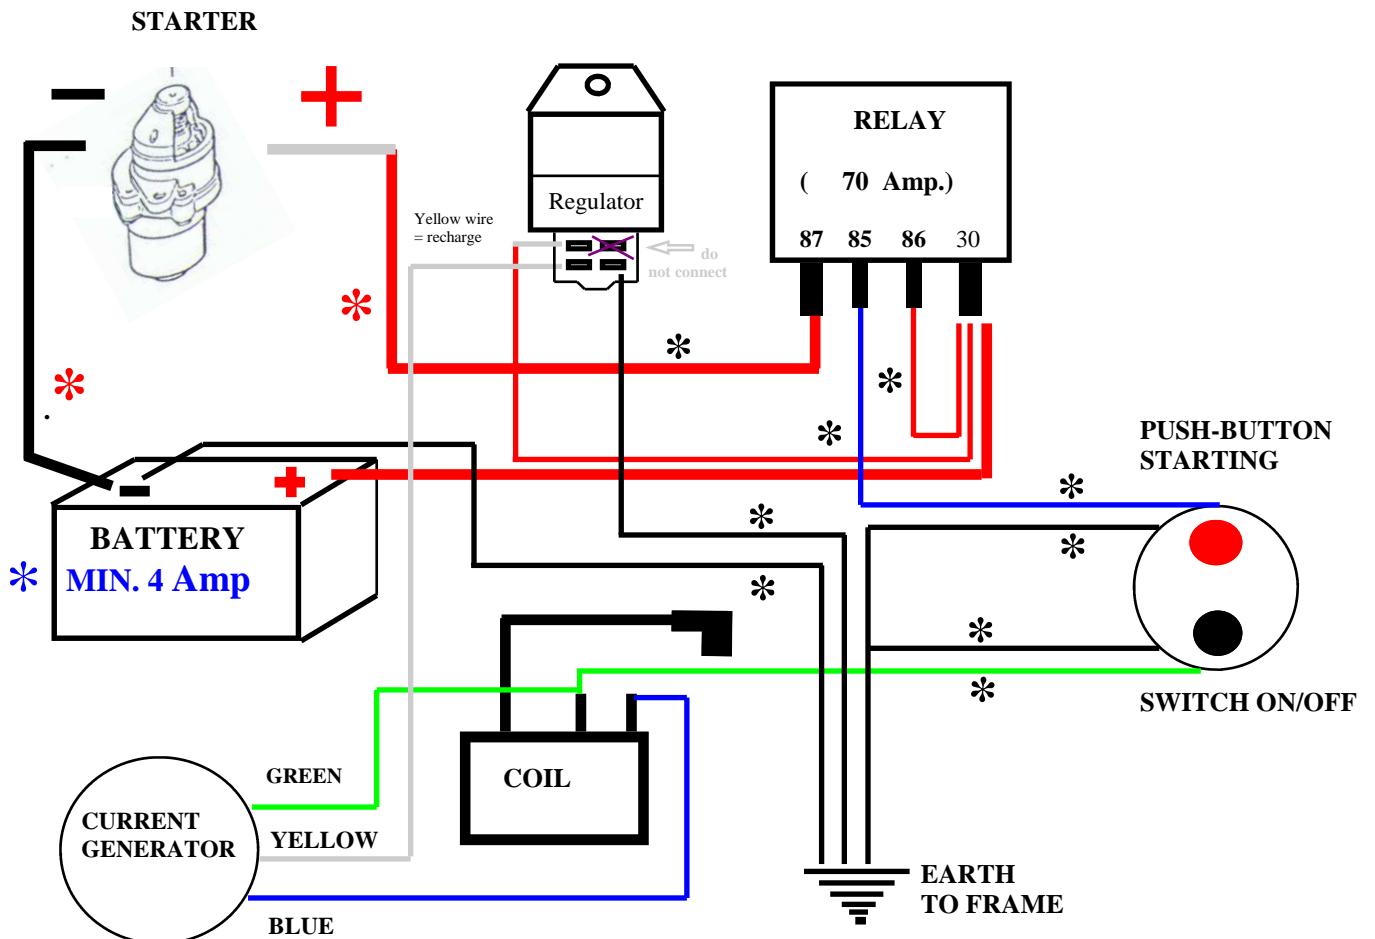 STARTER
RELAY
( 70 Amp.)
87 85 86 30
Regulator
Yellow wire
= recharge
do
not connect
PUSH-BUTTON
STARTING
BATTERY
MIN. 4 Amp
SWITCH ON/OFF
COIL
GREEN
CURRENT
GENERATOR
YELLOW
BLUE
EARTH
TO FRAME